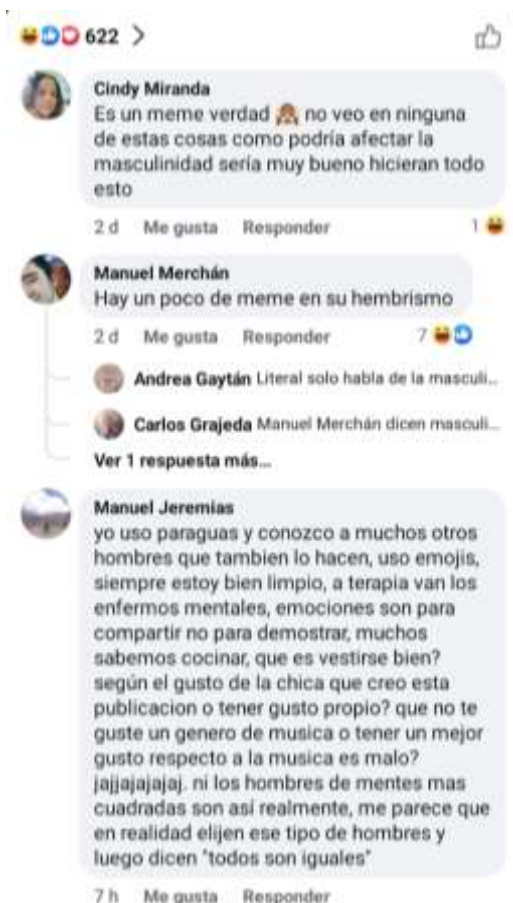 622 >
Cindy Miranda
Es un meme verdad 🙈 no veo en ninguna
de estas cosas como podría afectar la
masculinidad sería muy bueno hicieran todo
esto
2 d Me gusta Responder 1
Manuel Merchán
Hay un poco de meme en su hembrismo
2 d Me gusta Responder 7
Andrea Gaytán Literal solo habla de la masculi...
Carlos Grajeda Manuel Merchán dicen masculi...
Ver 1 respuesta más...
Manuel Jeremias
yo uso paraguas y conozco a muchos otros
hombres que tambien lo hacen, uso emojis,
siempre estoy bien limpio, a terapia van los
enfermos mentales, emociones son para
compartir no para demostrar, muchos
sabemos cocinar, que es vestirse bien?
según el gusto de la chica que creo esta
publicacion o tener gusto propio? que no te
guste un genero de musica o tener un mejor
gusto respecto a la musica es malo?
jajjajajajaj. ni los hombres de mentes mas
cuadradas son asi realmente, me parece que
en realidad elijen ese tipo de hombres y
luego dicen "todos son iguales"
7 h Me gusta Responder